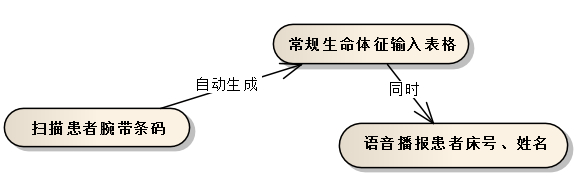 常规生命体征输入表格
自动生成
同时
扫描患者腕带条码
语音播报患者床号、姓名